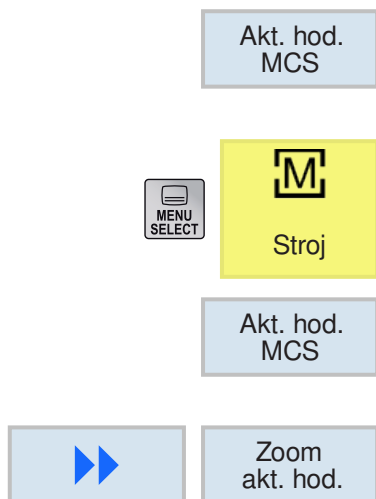 Akt. hod.
MCS
M
MENU
SELECT
Stroj
Akt. hod.
MCS
Zoom
akt. hod.